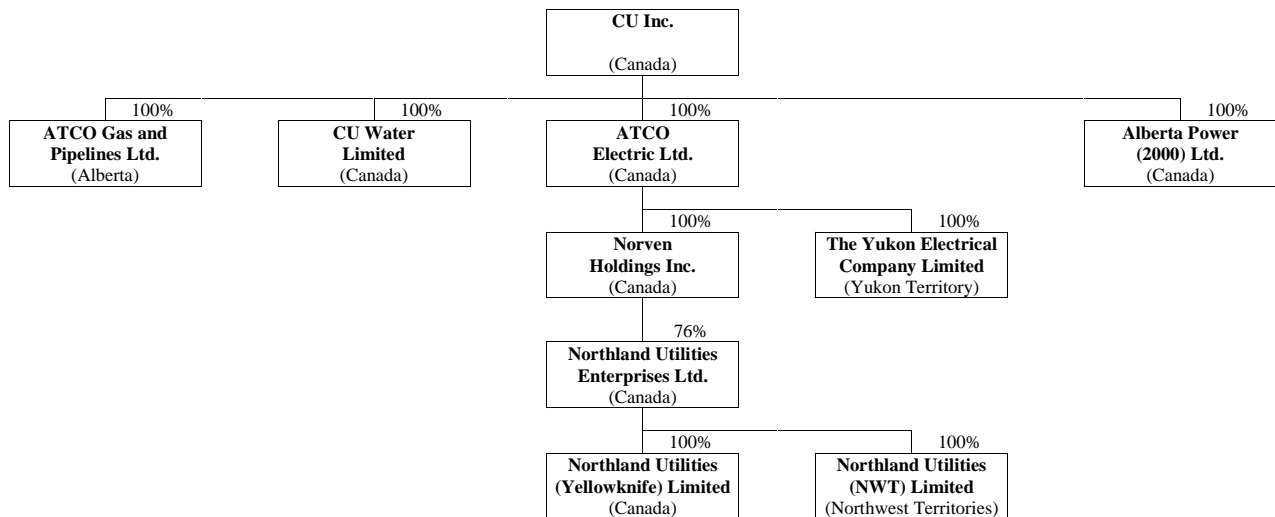 CU Inc.
(Canada)
100%
100%
100%
100%
ATCO Gas and
Pipelines Ltd.
(Alberta)
CU Water
Limited
(Canada)
ATCO
Electric Ltd.
(Canada)
Alberta Power
(2000) Ltd.
(Canada)
100%
100%
Norven
Holdings Inc.
(Canada)
The Yukon Electrical
Company Limited
(Yukon Territory)
76%
Northland Utilities
Enterprises Ltd.
(Canada)
100%
100%
Northland Utilities
(Yellowknife) Limited
(Canada)
Northland Utilities
(NWT) Limited
(Northwest Territories)